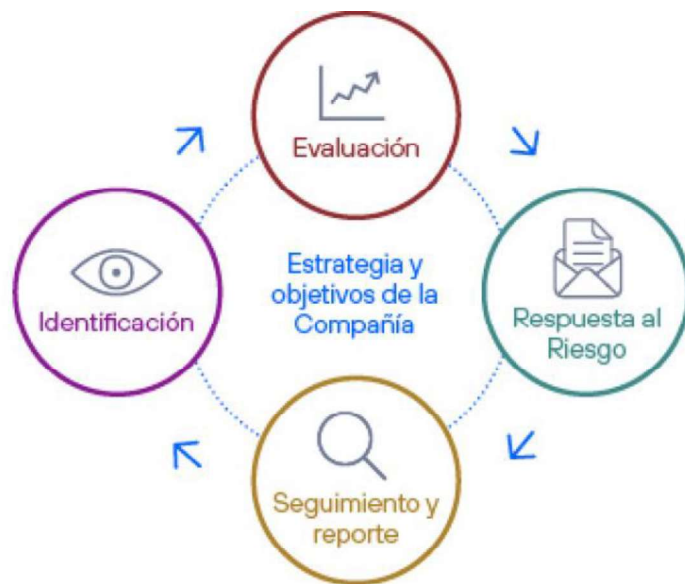 Evaluación
Identificación
Estrategia y
objetivos de la
Compañía
Respuesta al
Riesgo
Seguimiento y
reporte